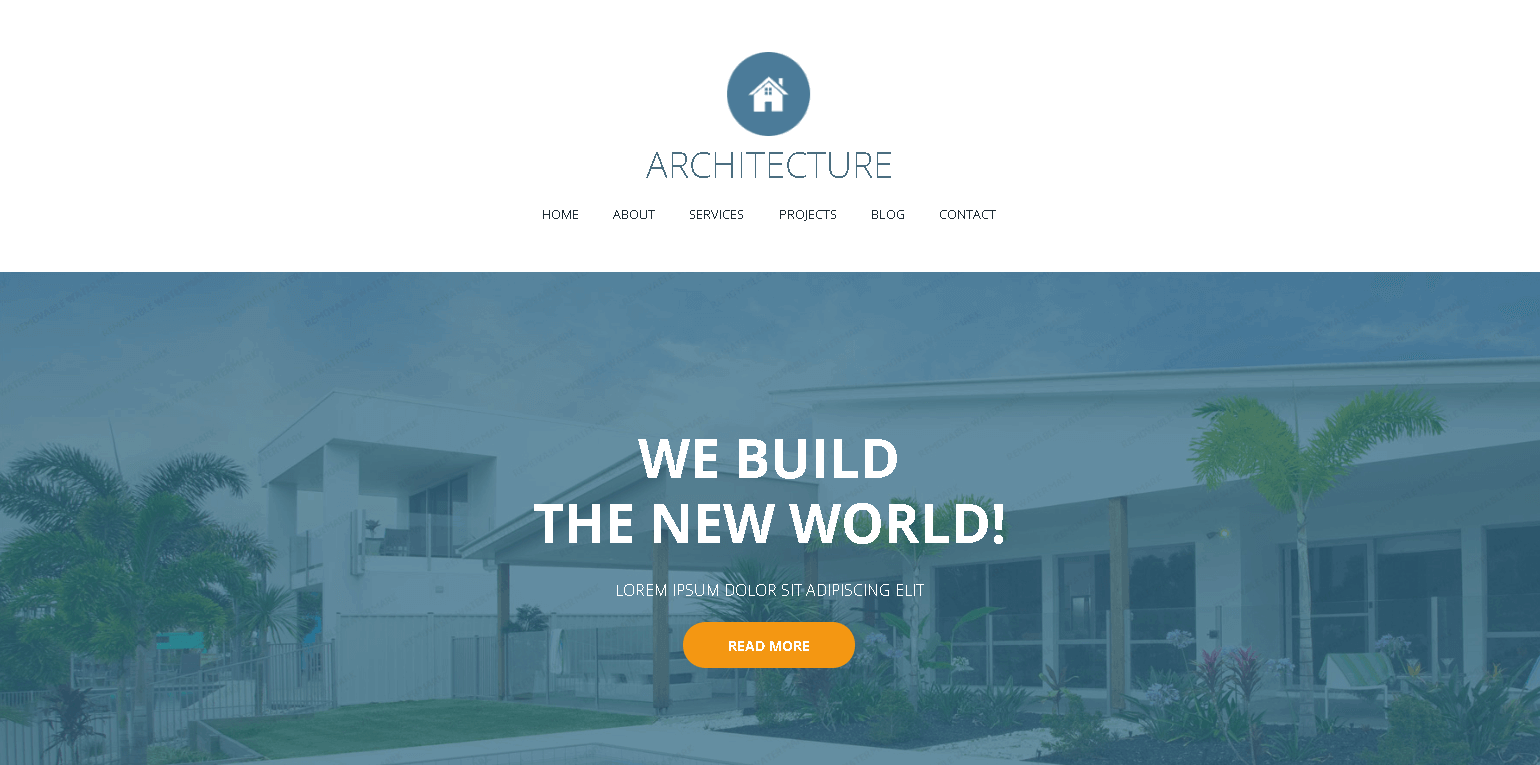 ARCHITECTURE
HOME ABOUT SERVICES PROJECTS BLOG CONTACT
WE BUILD
THE NEW WORLD!
LOREM IPSUM DOLOR SIT ADIPISCING ELIT
READ MORE